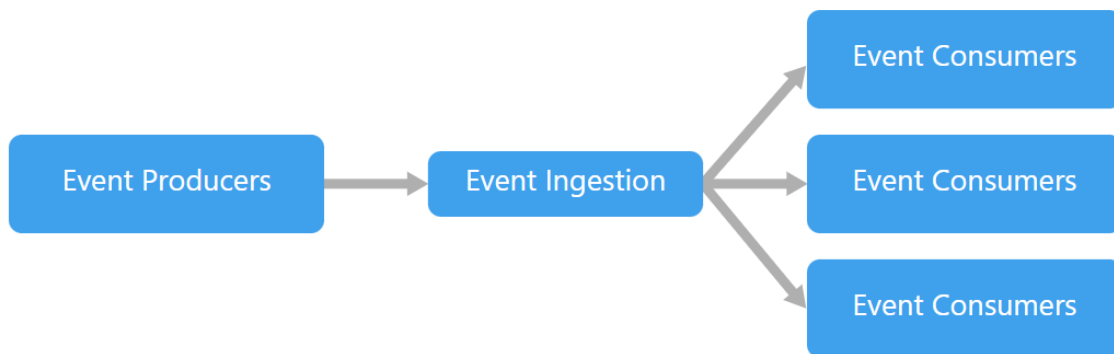 Event Consumers
Event Producers
Event Ingestion
Event Consumers
Event Consumers